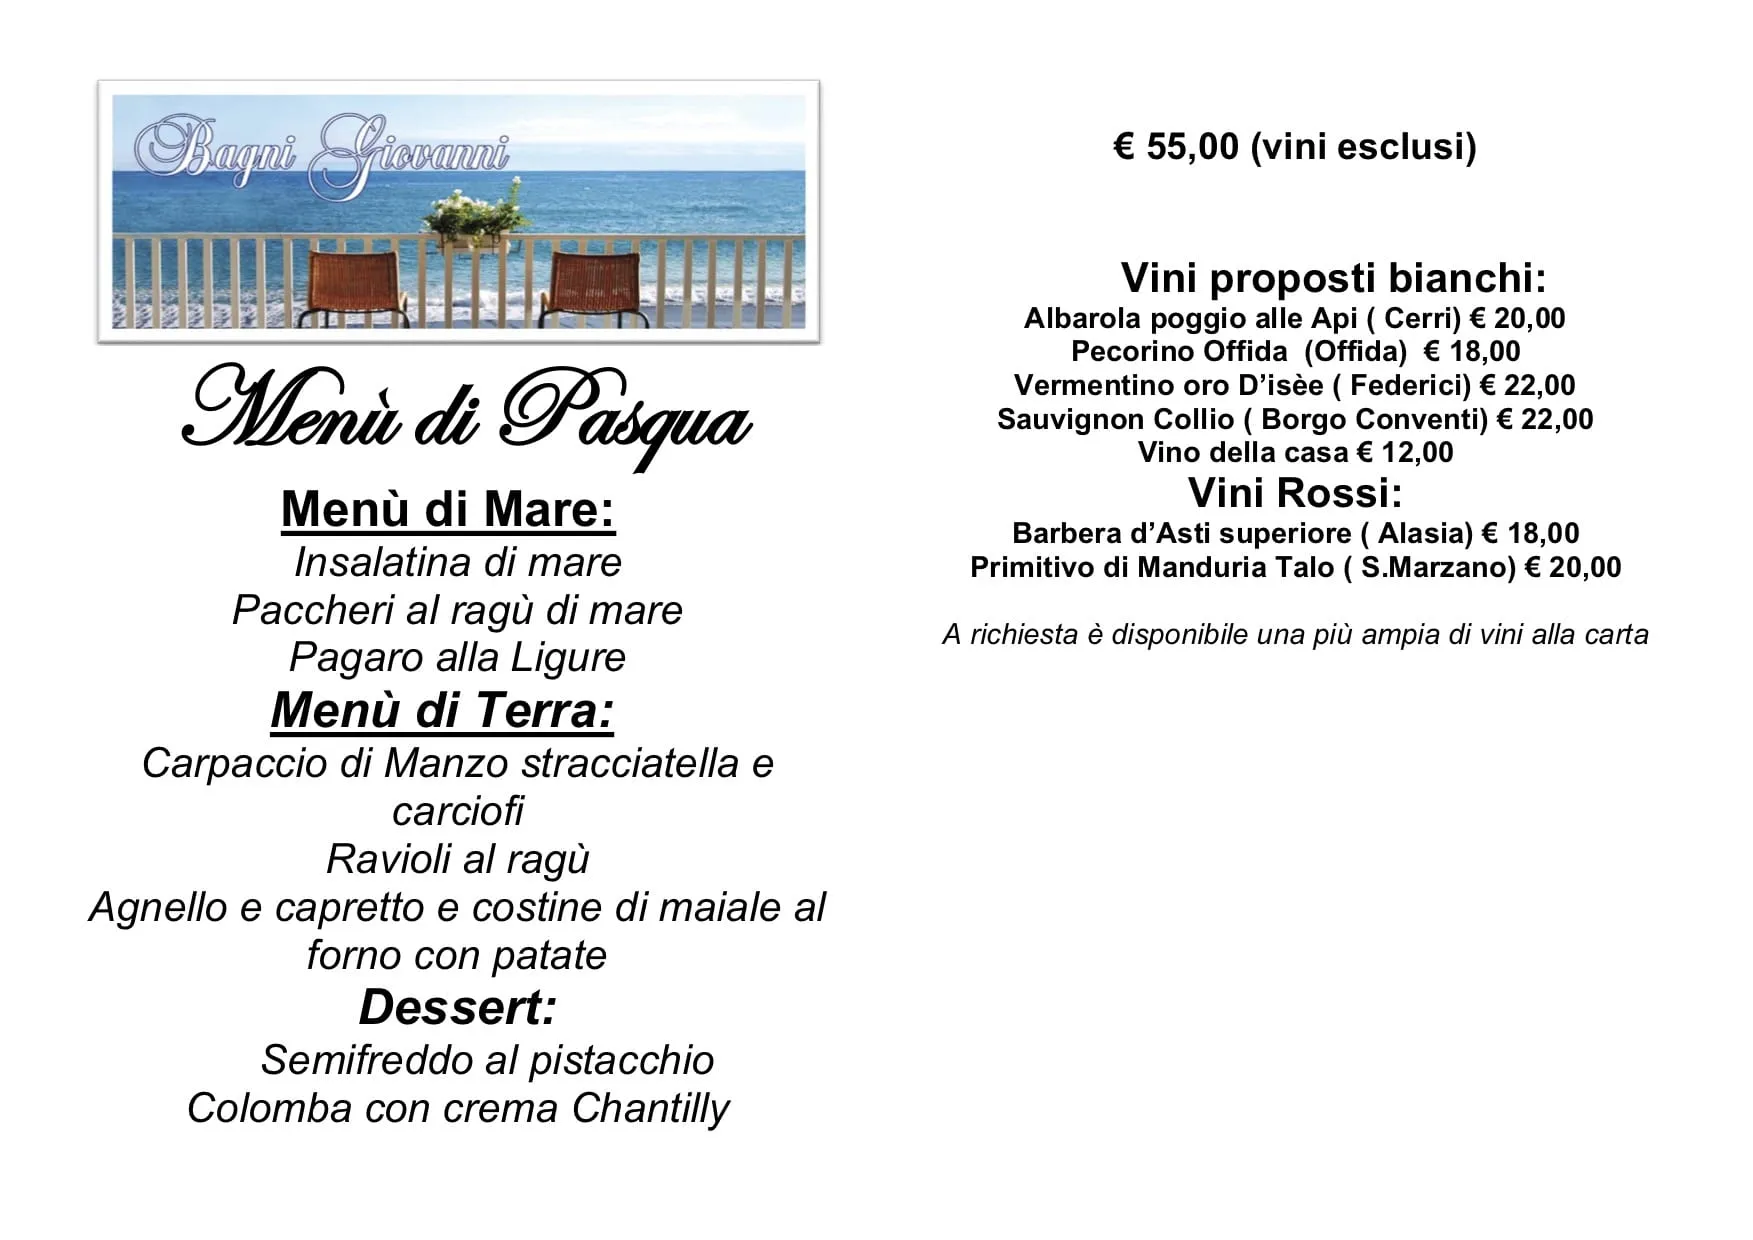 Bagni Giovanni
Menù di Pasqua
Menù di Mare:
Insalatina di mare
Paccheri al ragù di mare
Pagaro alla Ligure
Menù di Terra:
Carpaccio di Manzo stracciatella e
carciofi
Ravioli al ragù
Agnello e capretto e costine di maiale al
forno con patate
Dessert:
Semifreddo al pistacchio
Colomba con crema Chantilly
€ 55,00 (vini esclusi)
Vini proposti bianchi:
Albarola poggio alle Api ( Cerri) € 20,00
Pecorino Offida  (Offida)  € 18,00
Vermentino oro D’isèe ( Federici) € 22,00
Sauvignon Collio ( Borgo Conventi) € 22,00
Vino della casa € 12,00
Vini Rossi:
Barbera d’Asti superiore ( Alasia) € 18,00
Primitivo di Manduria Talo ( S.Marzano) € 20,00
A richiesta è disponibile una più ampia di vini alla carta